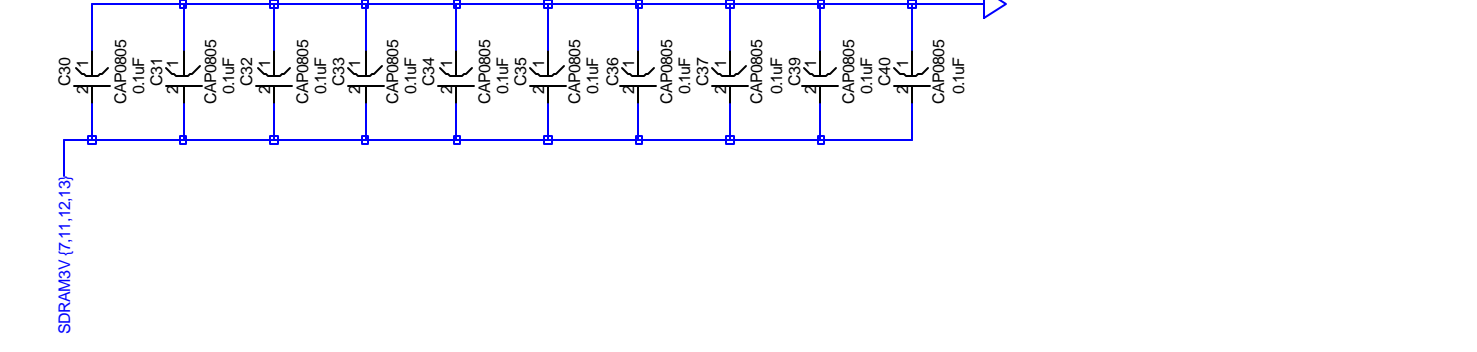 C30
2 1
CAP0805
0.1uF
C31
2 1
CAP0805
0.1uF
C32
2 1
CAP0805
0.1uF
C33
2 1
CAP0805
0.1uF
C34
2 1
CAP0805
0.1uF
C35
2 1
CAP0805
0.1uF
C36
2 1
CAP0805
0.1uF
C37
2 1
CAP0805
0.1uF
C39
2 1
CAP0805
0.1uF
C40
2 1
CAP0805
0.1uF
SDRAM3V {7,11,12,13}